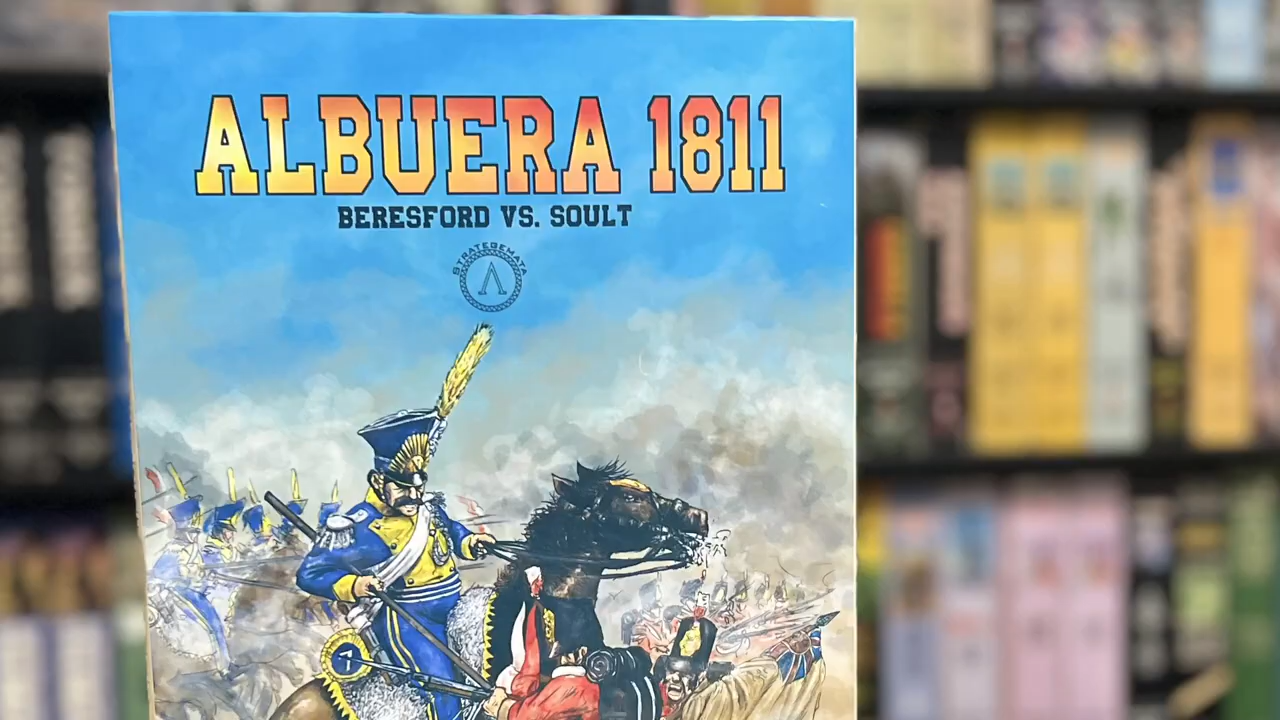 ALBUERA 1811
BERESFORD VS. SOULT
STRATEGEMATA
Λ